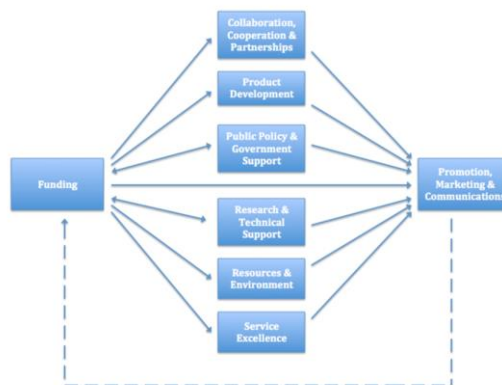 Collaboration,
Cooperation &
Partnerships
Product
Development
Public Policy &
Government
Support
Funding
Promotion,
Marketing &
Communications
Research &
Technical
Support
Resources &
Environment
Service
Excellence